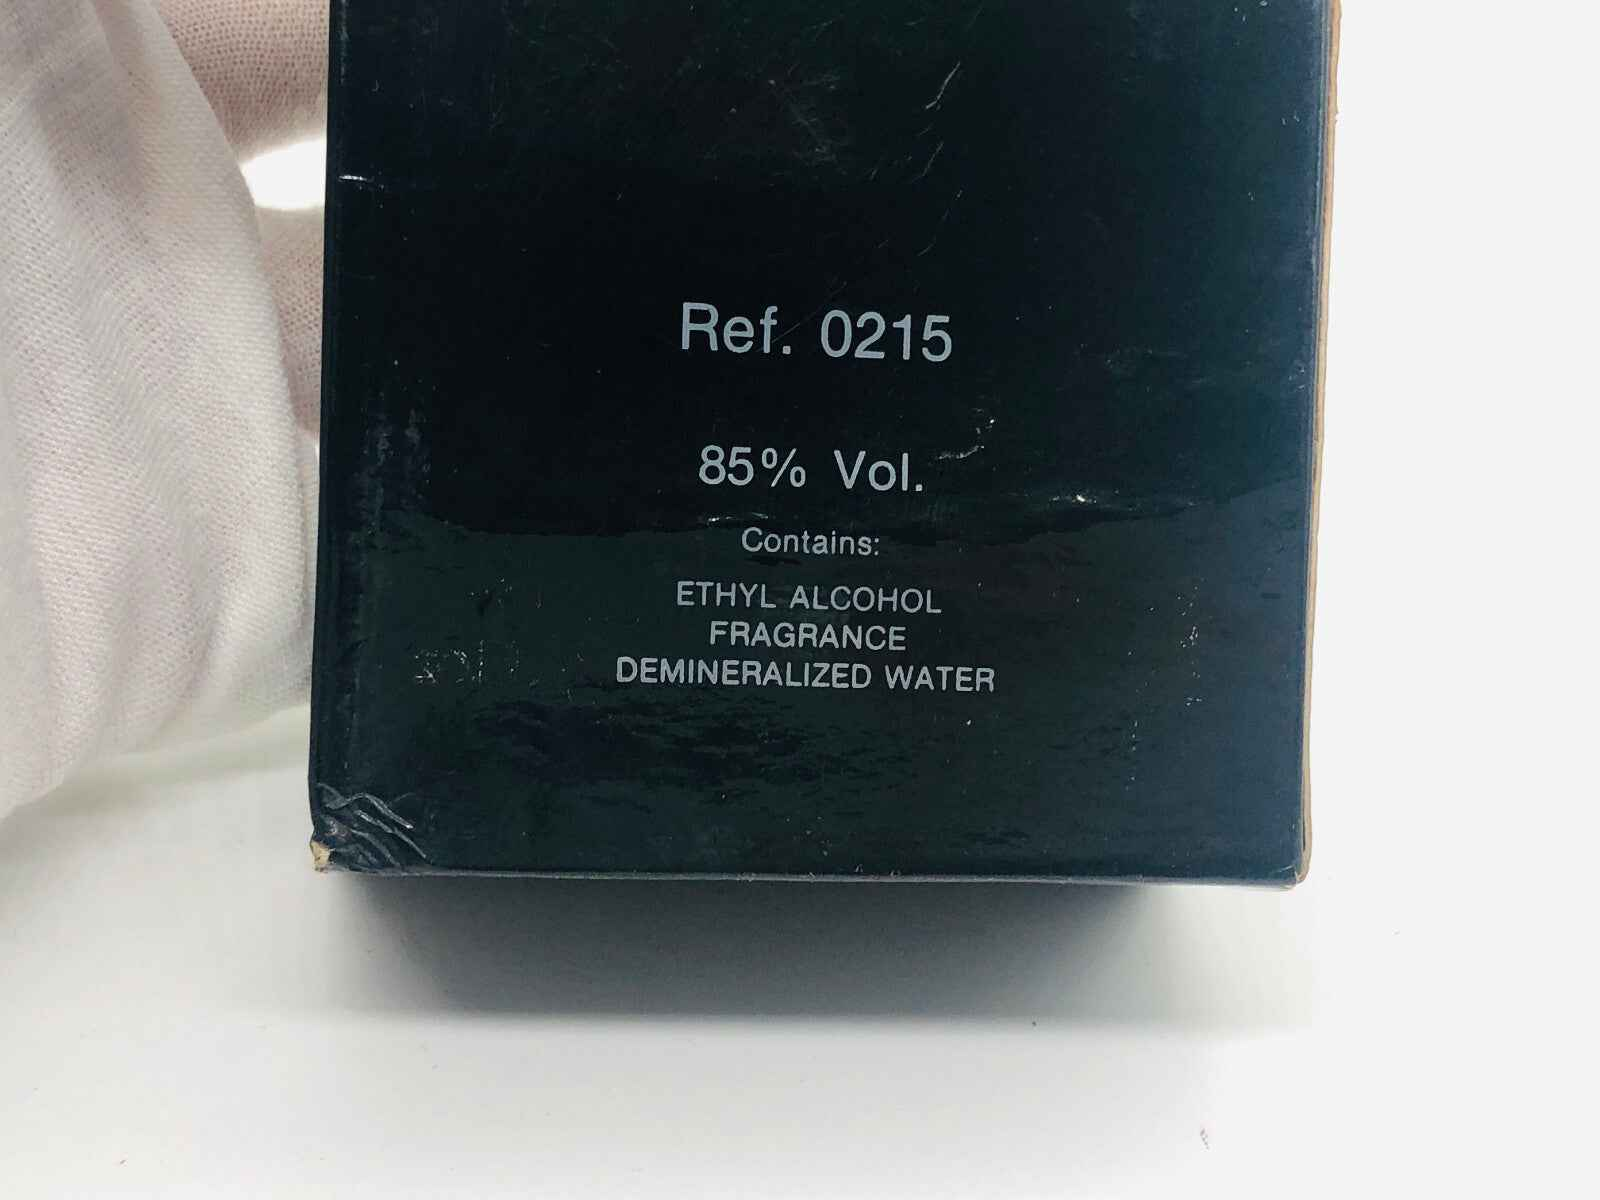 Ref. 0215
85% Vol.
Contains:
ETHYL ALCOHOL
FRAGRANCE
DEMINERALIZED WATER